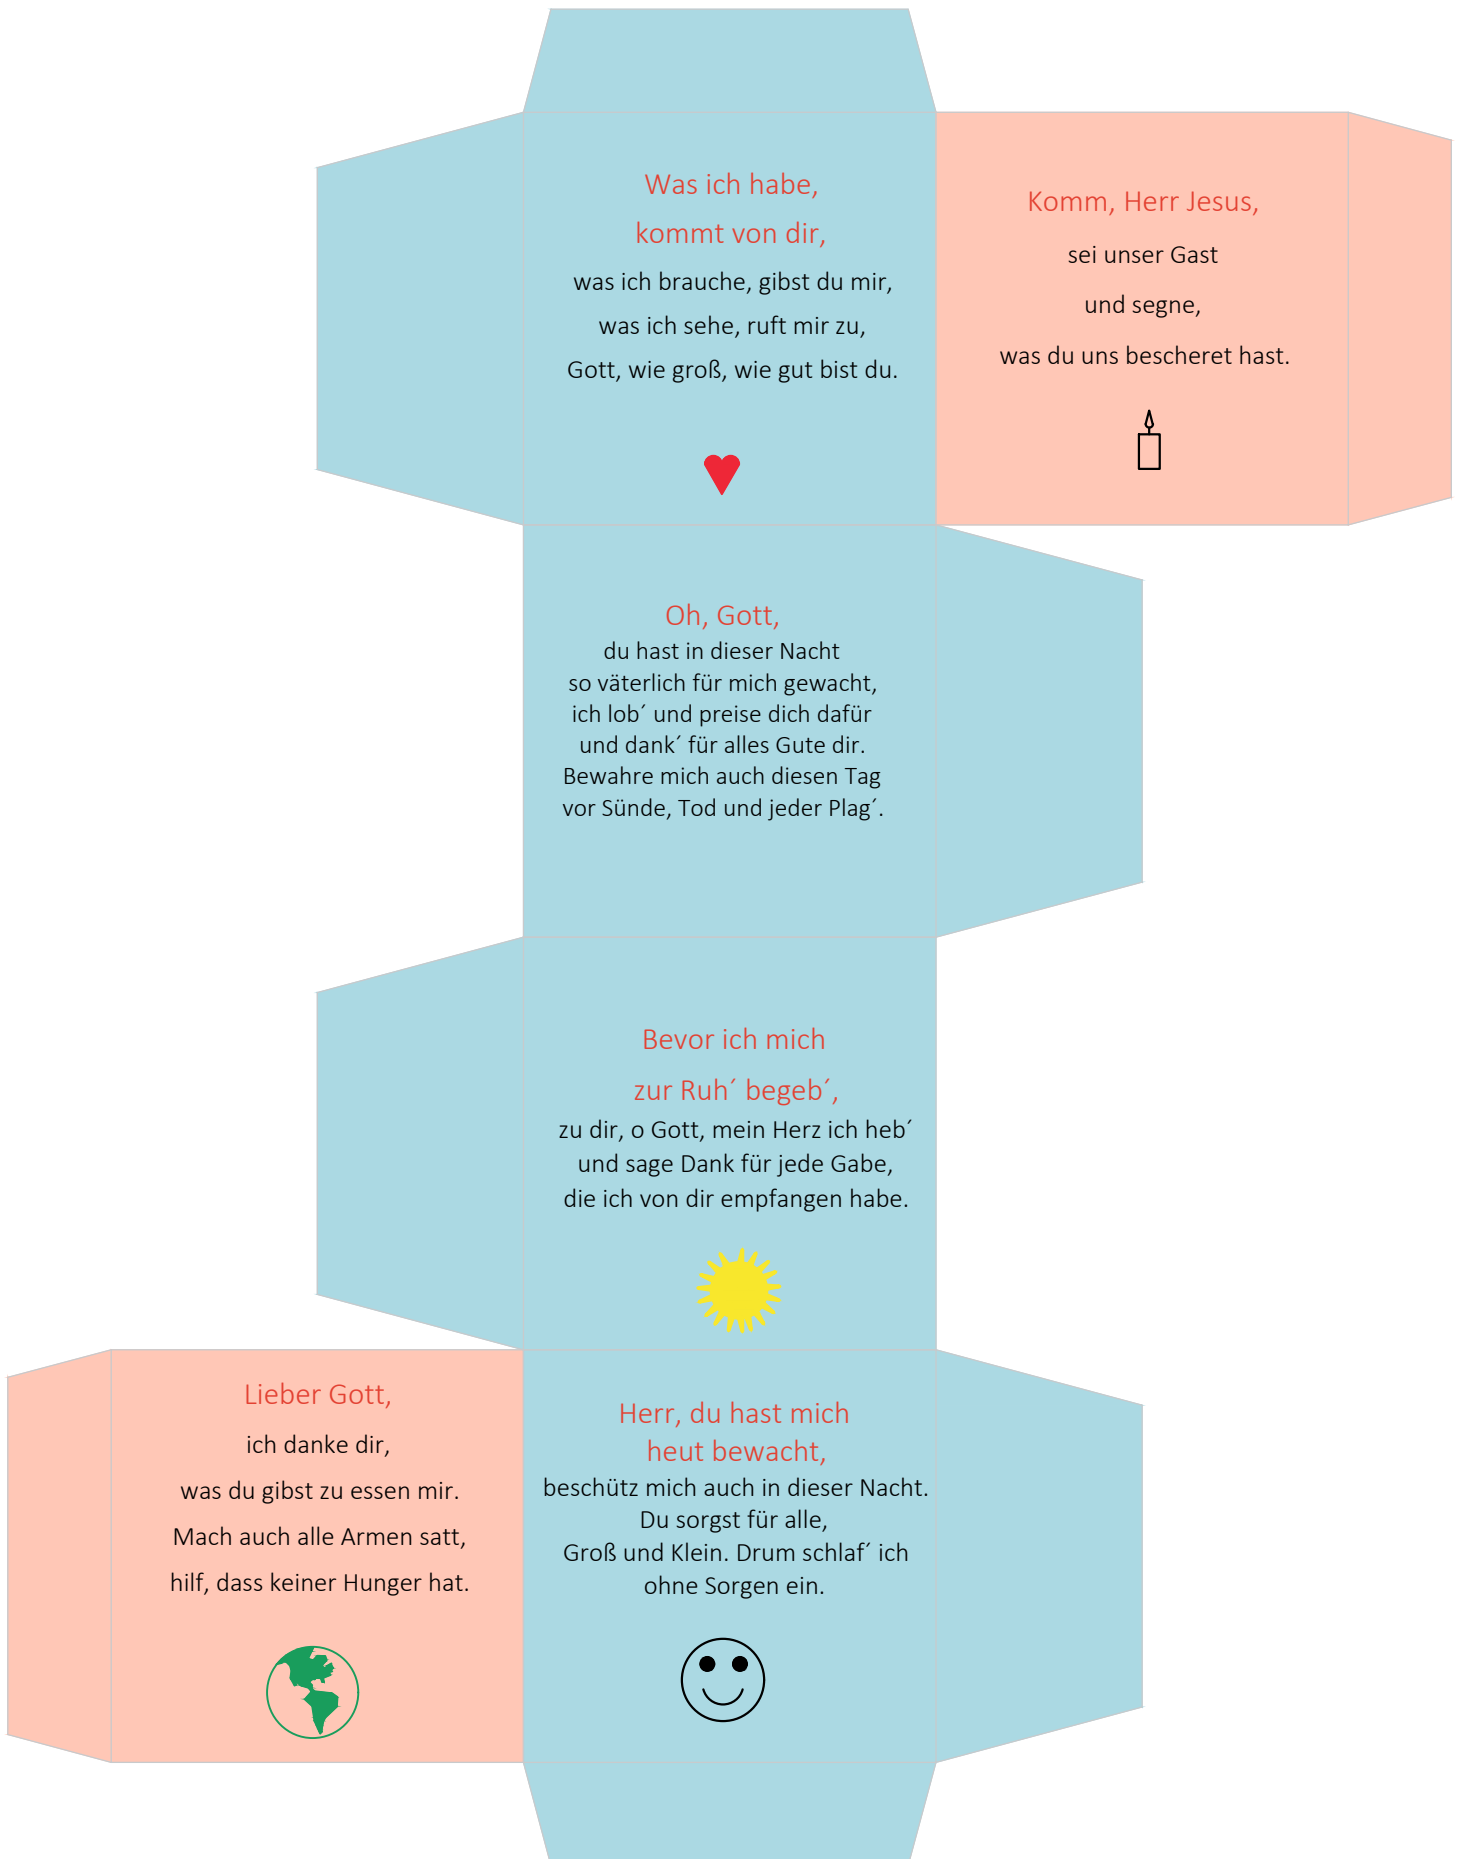 Was ich habe,
kommt von dir,
was ich brauche, gibst du mir,
was ich sehe, ruft mir zu,
Gott, wie groß, wie gut bist du.
Komm, Herr Jesus,
sei unser Gast
und segne,
was du uns bescheret hast.
Oh, Gott,
du hast in dieser Nacht
so väterlich für mich gewacht,
ich lob´ und preise dich dafür
und dank´ für alles Gute dir.
Bewahre mich auch diesen Tag
vor Sünde, Tod und jeder Plag´.
Bevor ich mich
zur Ruh´ begeb´,
zu dir, o Gott, mein Herz ich heb´
und sage Dank für jede Gabe,
die ich von dir empfangen habe.
Lieber Gott,
ich danke dir,
was du gibst zu essen mir.
Mach auch alle Armen satt,
hilf, dass keiner Hunger hat.
Herr, du hast mich
heut bewacht,
beschütz mich auch in dieser Nacht.
Du sorgst für alle,
Groß und Klein. Drum schlaf´ ich
ohne Sorgen ein.